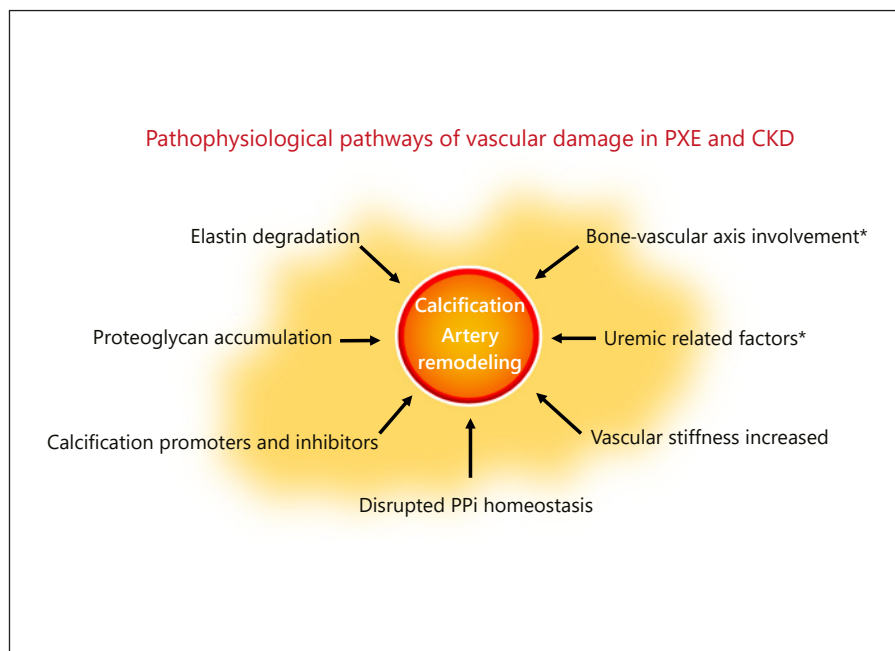 Pathophysiological pathways of vascular damage in PXE and CKD
Elastin degradation
Bone-vascular axis involvement*
Calcification
Artery
remodeling
Proteoglycan accumulation
Uremic related factors*
Calcification promoters and inhibitors
Vascular stiffness increased
Disrupted PPi homeostasis